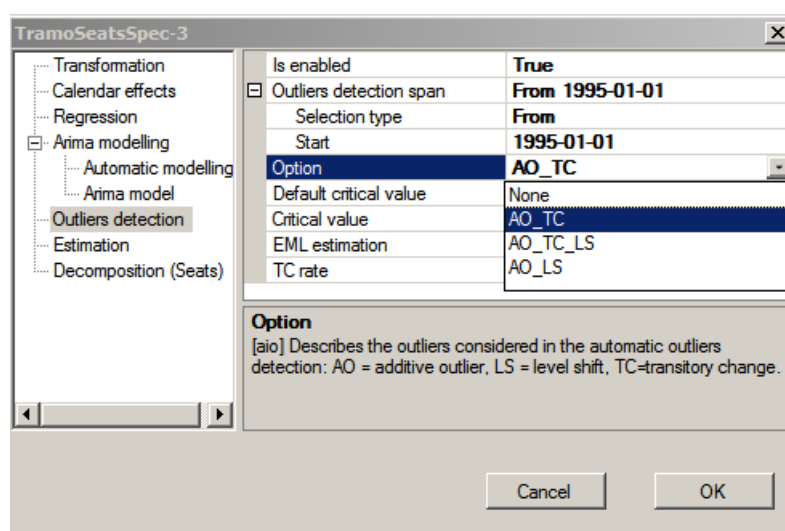 TramoSeatsSpec-3
Transformation
Calendar effects
Regression
Arima modelling
Automatic modelling
Arima model
Outliers detection
Estimation
Decomposition (Seats)
Is enabled True
Outliers detection span From 1995-01-01
Selection type From
Start 1995-01-01
Option AO_TC
Default critical value
Critical value
EML estimation
TC rate
None
AO_TC
AO_TC_LS
AO_LS
Option
[aio] Describes the outliers considered in the automatic outliers
detection: AO = additive outlier, LS = level shift, TC=transitory change.
Cancel OK